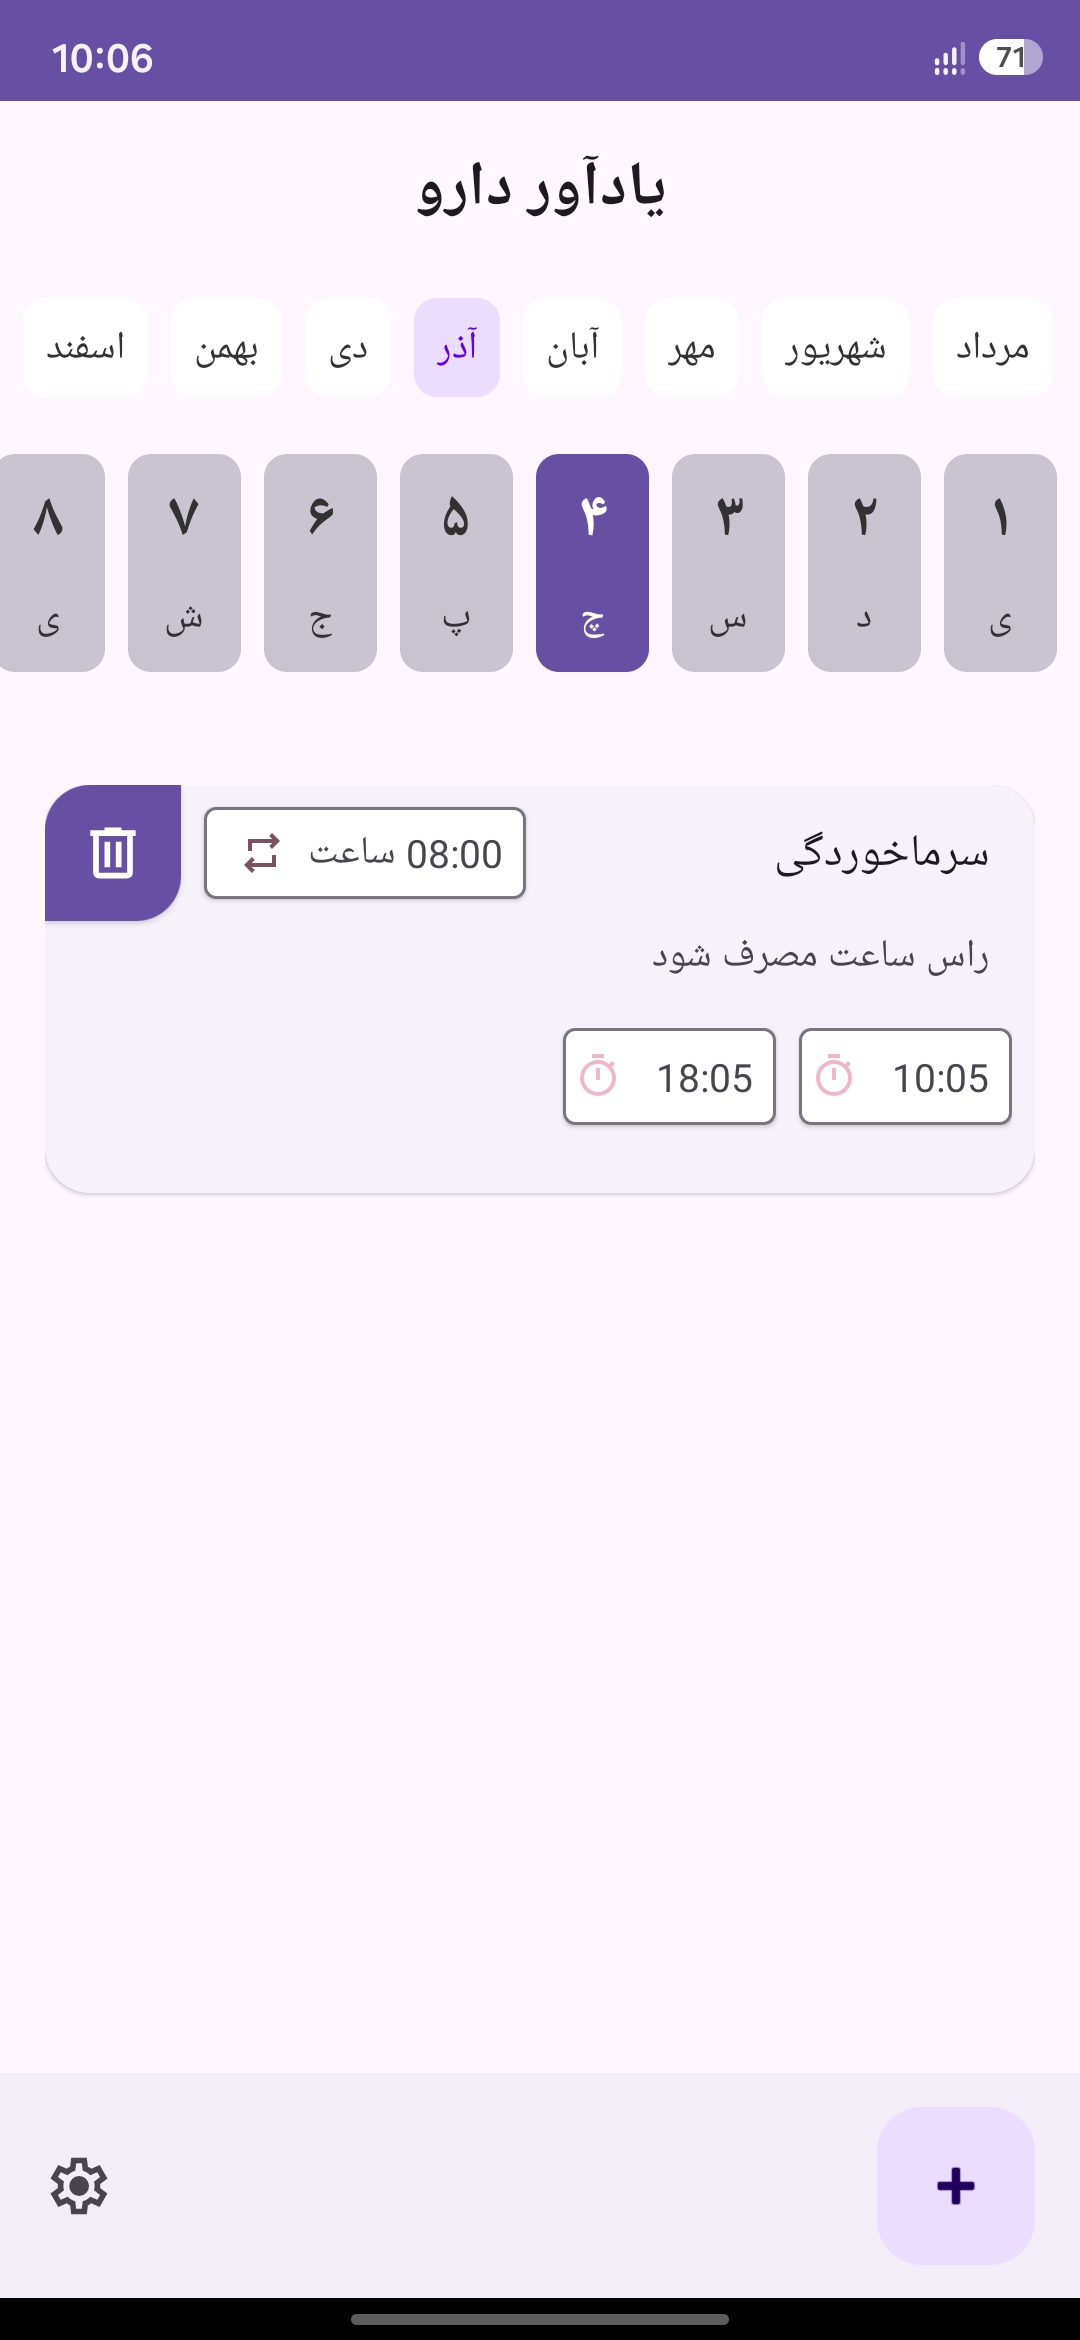 10:06
71
یادآور دارو
مرداد شهریور مهر آبان آذر دی بهمن اسفند
۱ ۲ ۳ ۴ ۵ ۶ ۷ ۸
ی د س چ پ ج ش ی
سرماخوردگی
08:00 ساعت
راس ساعت مصرف شود
10:05 18:05